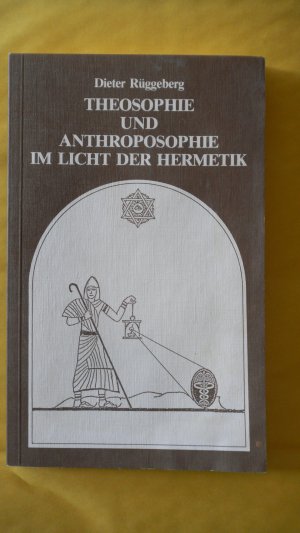 Dieter Rüggeberg
THEOSOPHIE
UND
ANTHROPOSOPHIE
IM LICHT DER HERMETIK